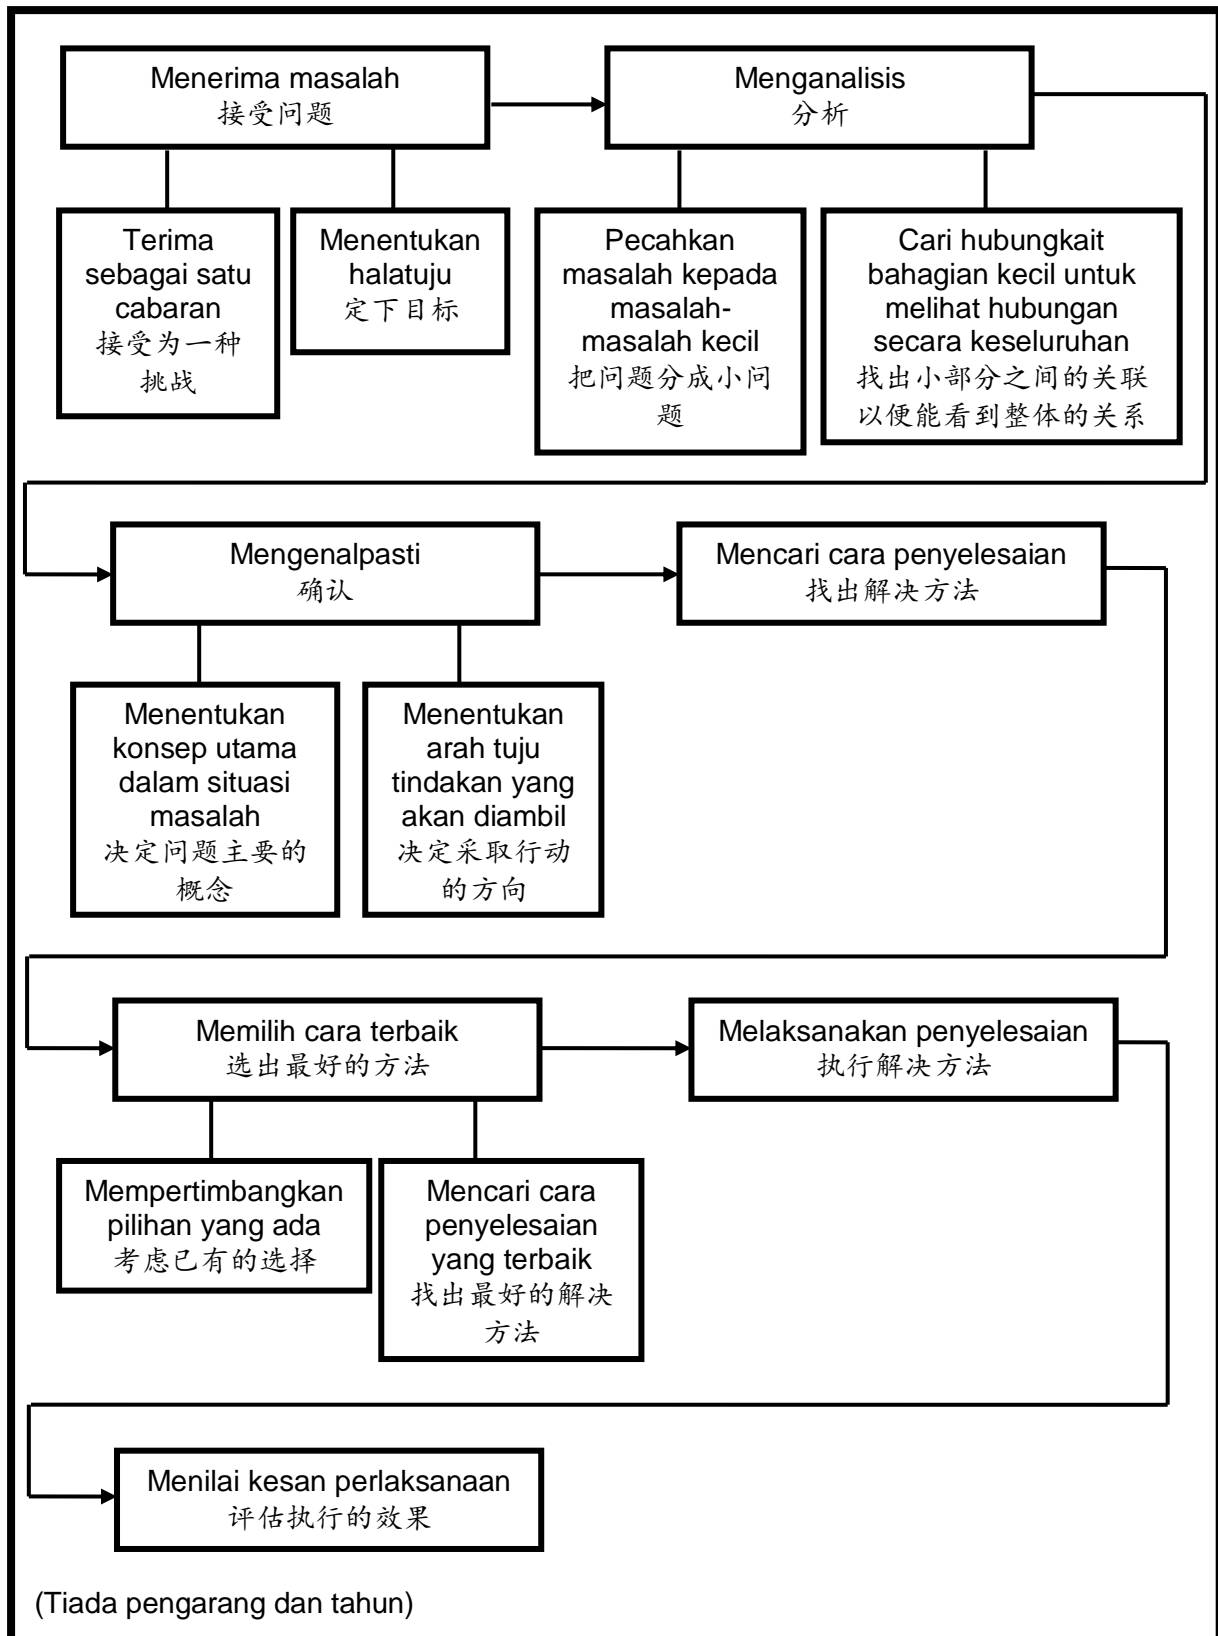 Menerima masalah
接受问题
Menganalisis
分析
Terima
sebagai satu
cabaran
接受为一种
挑战
Menentukan
halatuju
定下目标
Pecahkan
masalah kepada
masalah-
masalah kecil
把问题分成小问
题
Cari hubungkait
bahagian kecil untuk
melihat hubungan
secara keseluruhan
找出小部分之间的关联
以便能看到整体的关系
Mengenalpasti
确认
Mencari cara penyelesaian
找出解决方法
Menentukan
konsep utama
dalam situasi
masalah
决定问题主要的
概念
Menentukan
arah tuju
tindakan yang
akan diambil
决定采取行动
的方向
Memilih cara terbaik
选出最好的方法
Melaksanakan penyelesaian
执行解决方法
Mempertimbangkan
pilihan yang ada
考虑已有的选择
Mencari cara
penyelesaian
yang terbaik
找出最好的解决
方法
Menilai kesan perlaksanaan
评估执行的效果
(Tiada pengarang dan tahun)